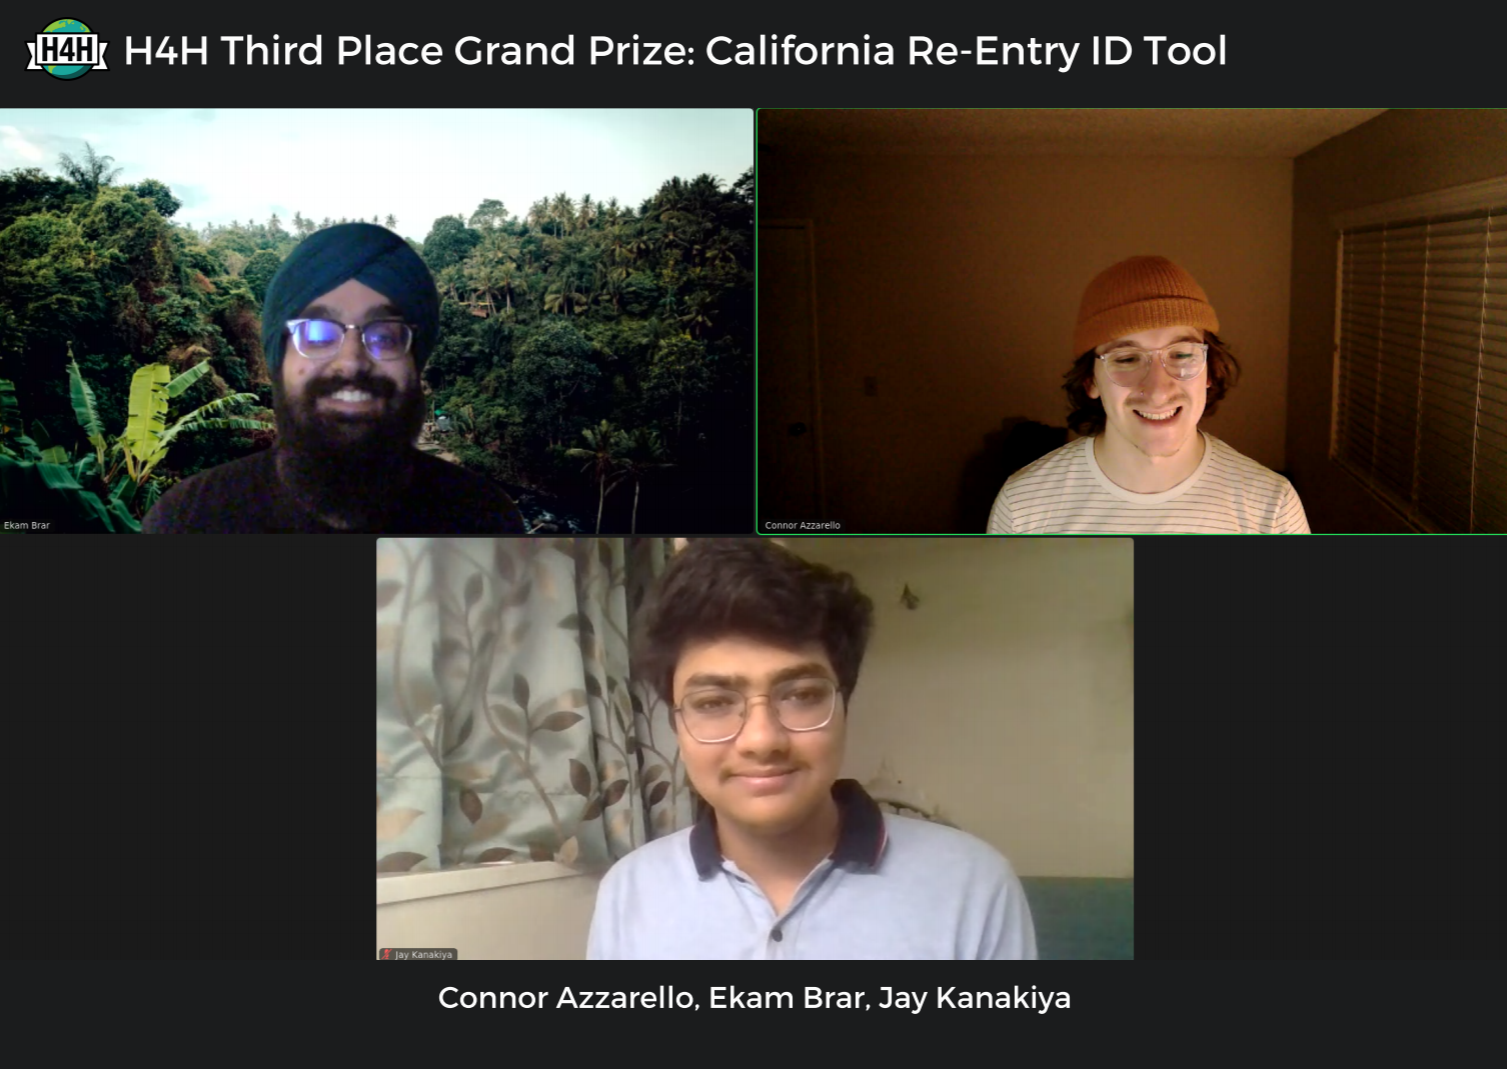 H4H
H4H Third Place Grand Prize: California Re-Entry ID Tool
Ekam Brar
Connor Azzarello
Jay Kanakiya
Connor Azzarello, Ekam Brar, Jay Kanakiya